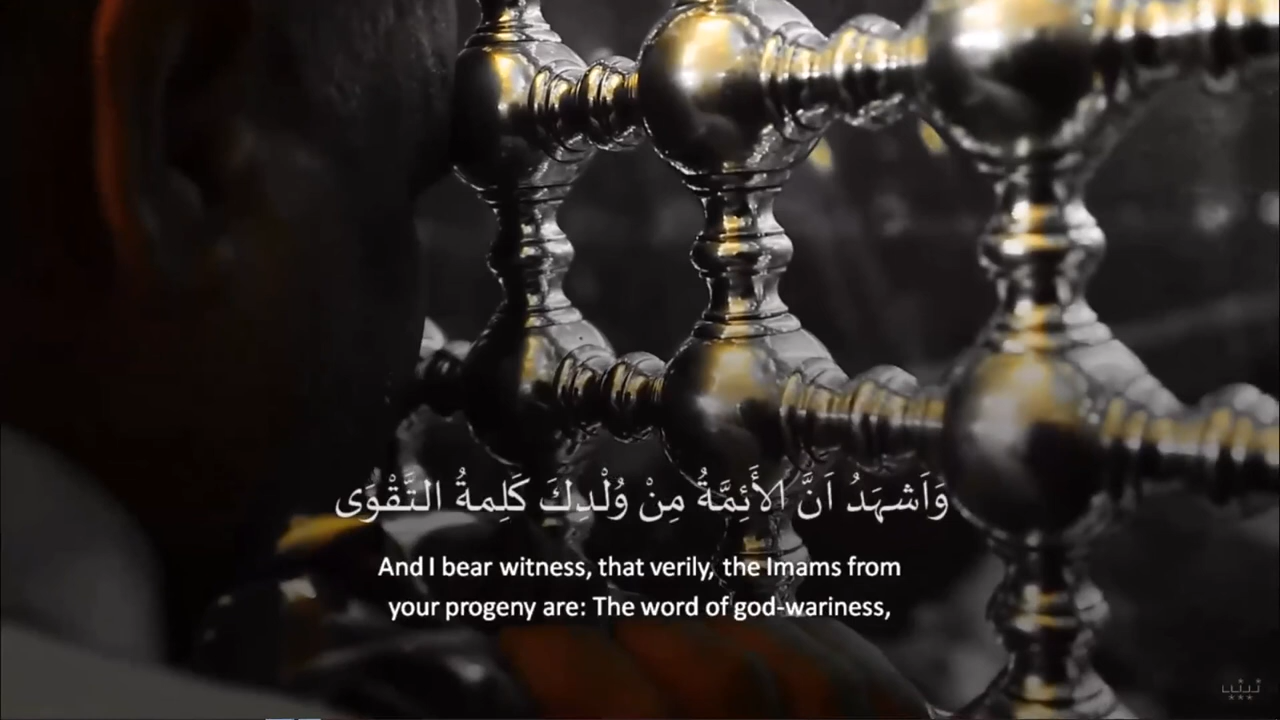 وَاَشهَدُ اَنَّ الأَئِمَّةُ مِنْ وُلْدِكَ كَلِمةُ التَّقْوَى
And I bear witness, that verily, the Imams from
your progeny are: The word of god-wariness,